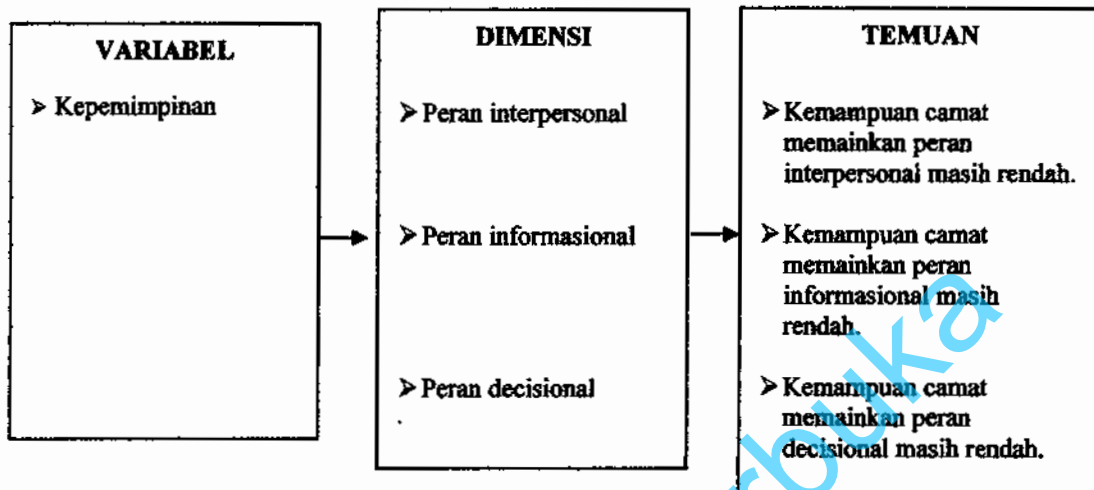 VARIABEL
➢ Kepemimpinan
DIMENSI
➢ Peran interpersonal
➢ Peran informasional
➢ Peran decisional
TEMUAN
➢ Kemampuan camat
memainkan peran
interpersonal masih rendah.
➢ Kemampuan camat
memainkan peran
informasional masih
rendah.
➢ Kemampuan camat
memainkan peran
decisional masih rendah.
rbuka